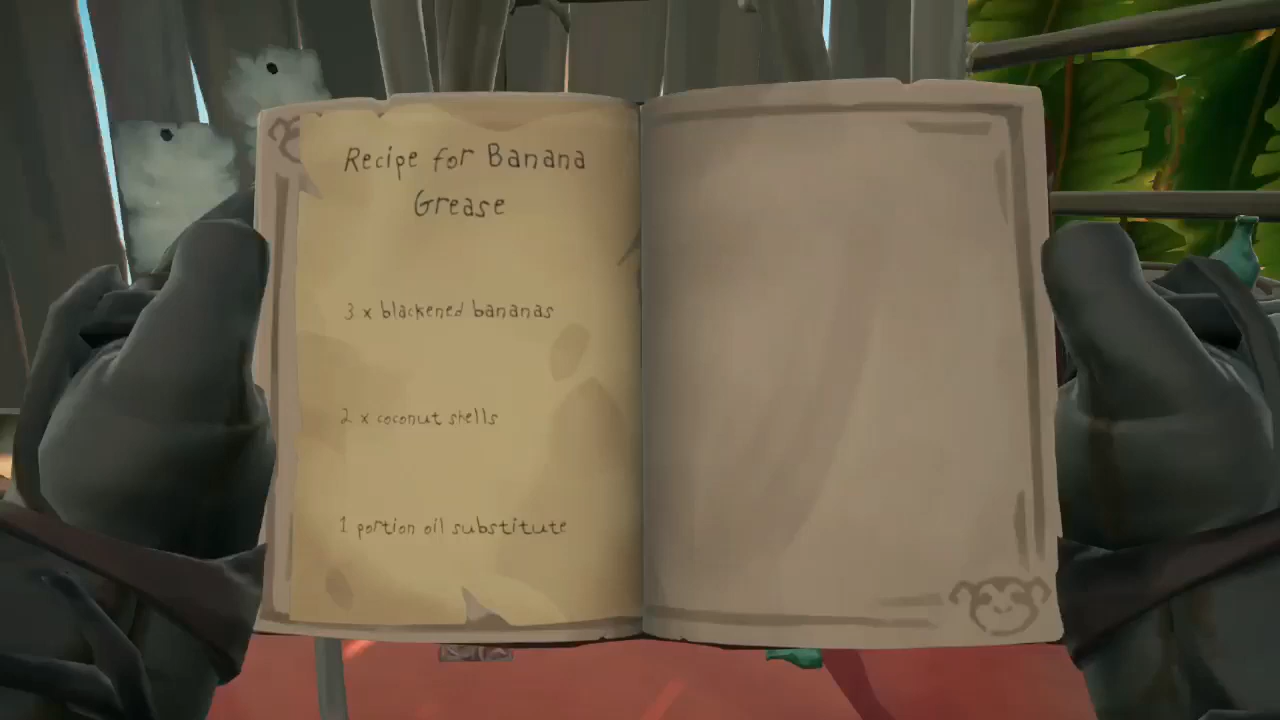 Recipe for Banana
Grease
3 x blackened bananas
2 x coconut shells
1 portion oil substitute